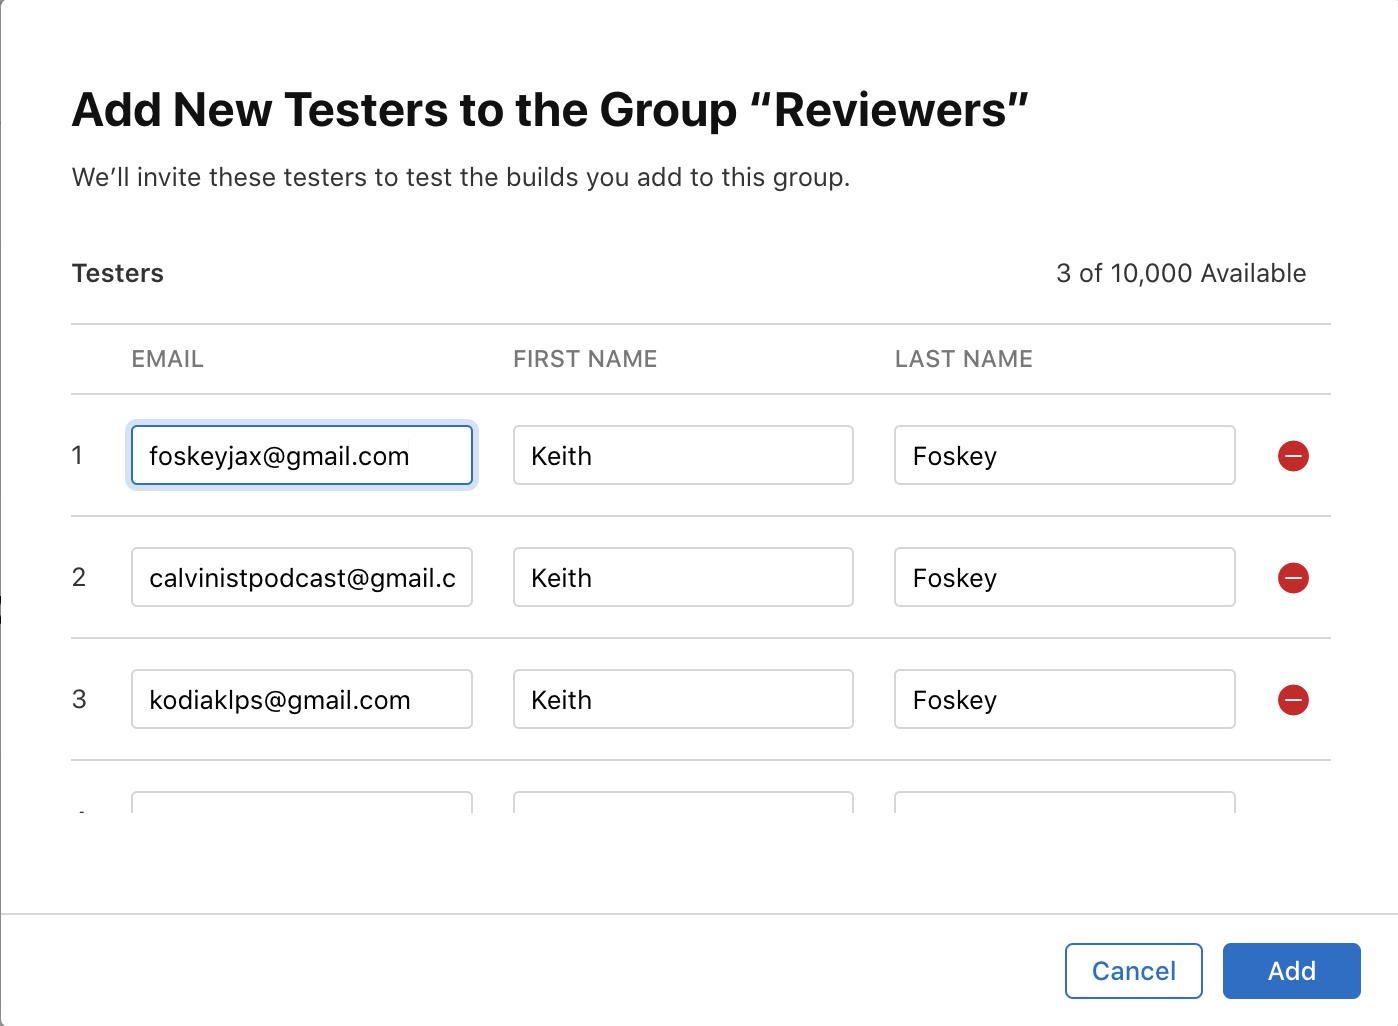 Add New Testers to the Group “Reviewers”
We’ll invite these testers to test the builds you add to this group.
Testers 3 of 10,000 Available
EMAIL FIRST NAME LAST NAME
1 foskeyjax@gmail.com Keith Foskey
2 calvinistpodcast@gmail.c Keith Foskey
3 kodiaklps@gmail.com Keith Foskey
Cancel Add